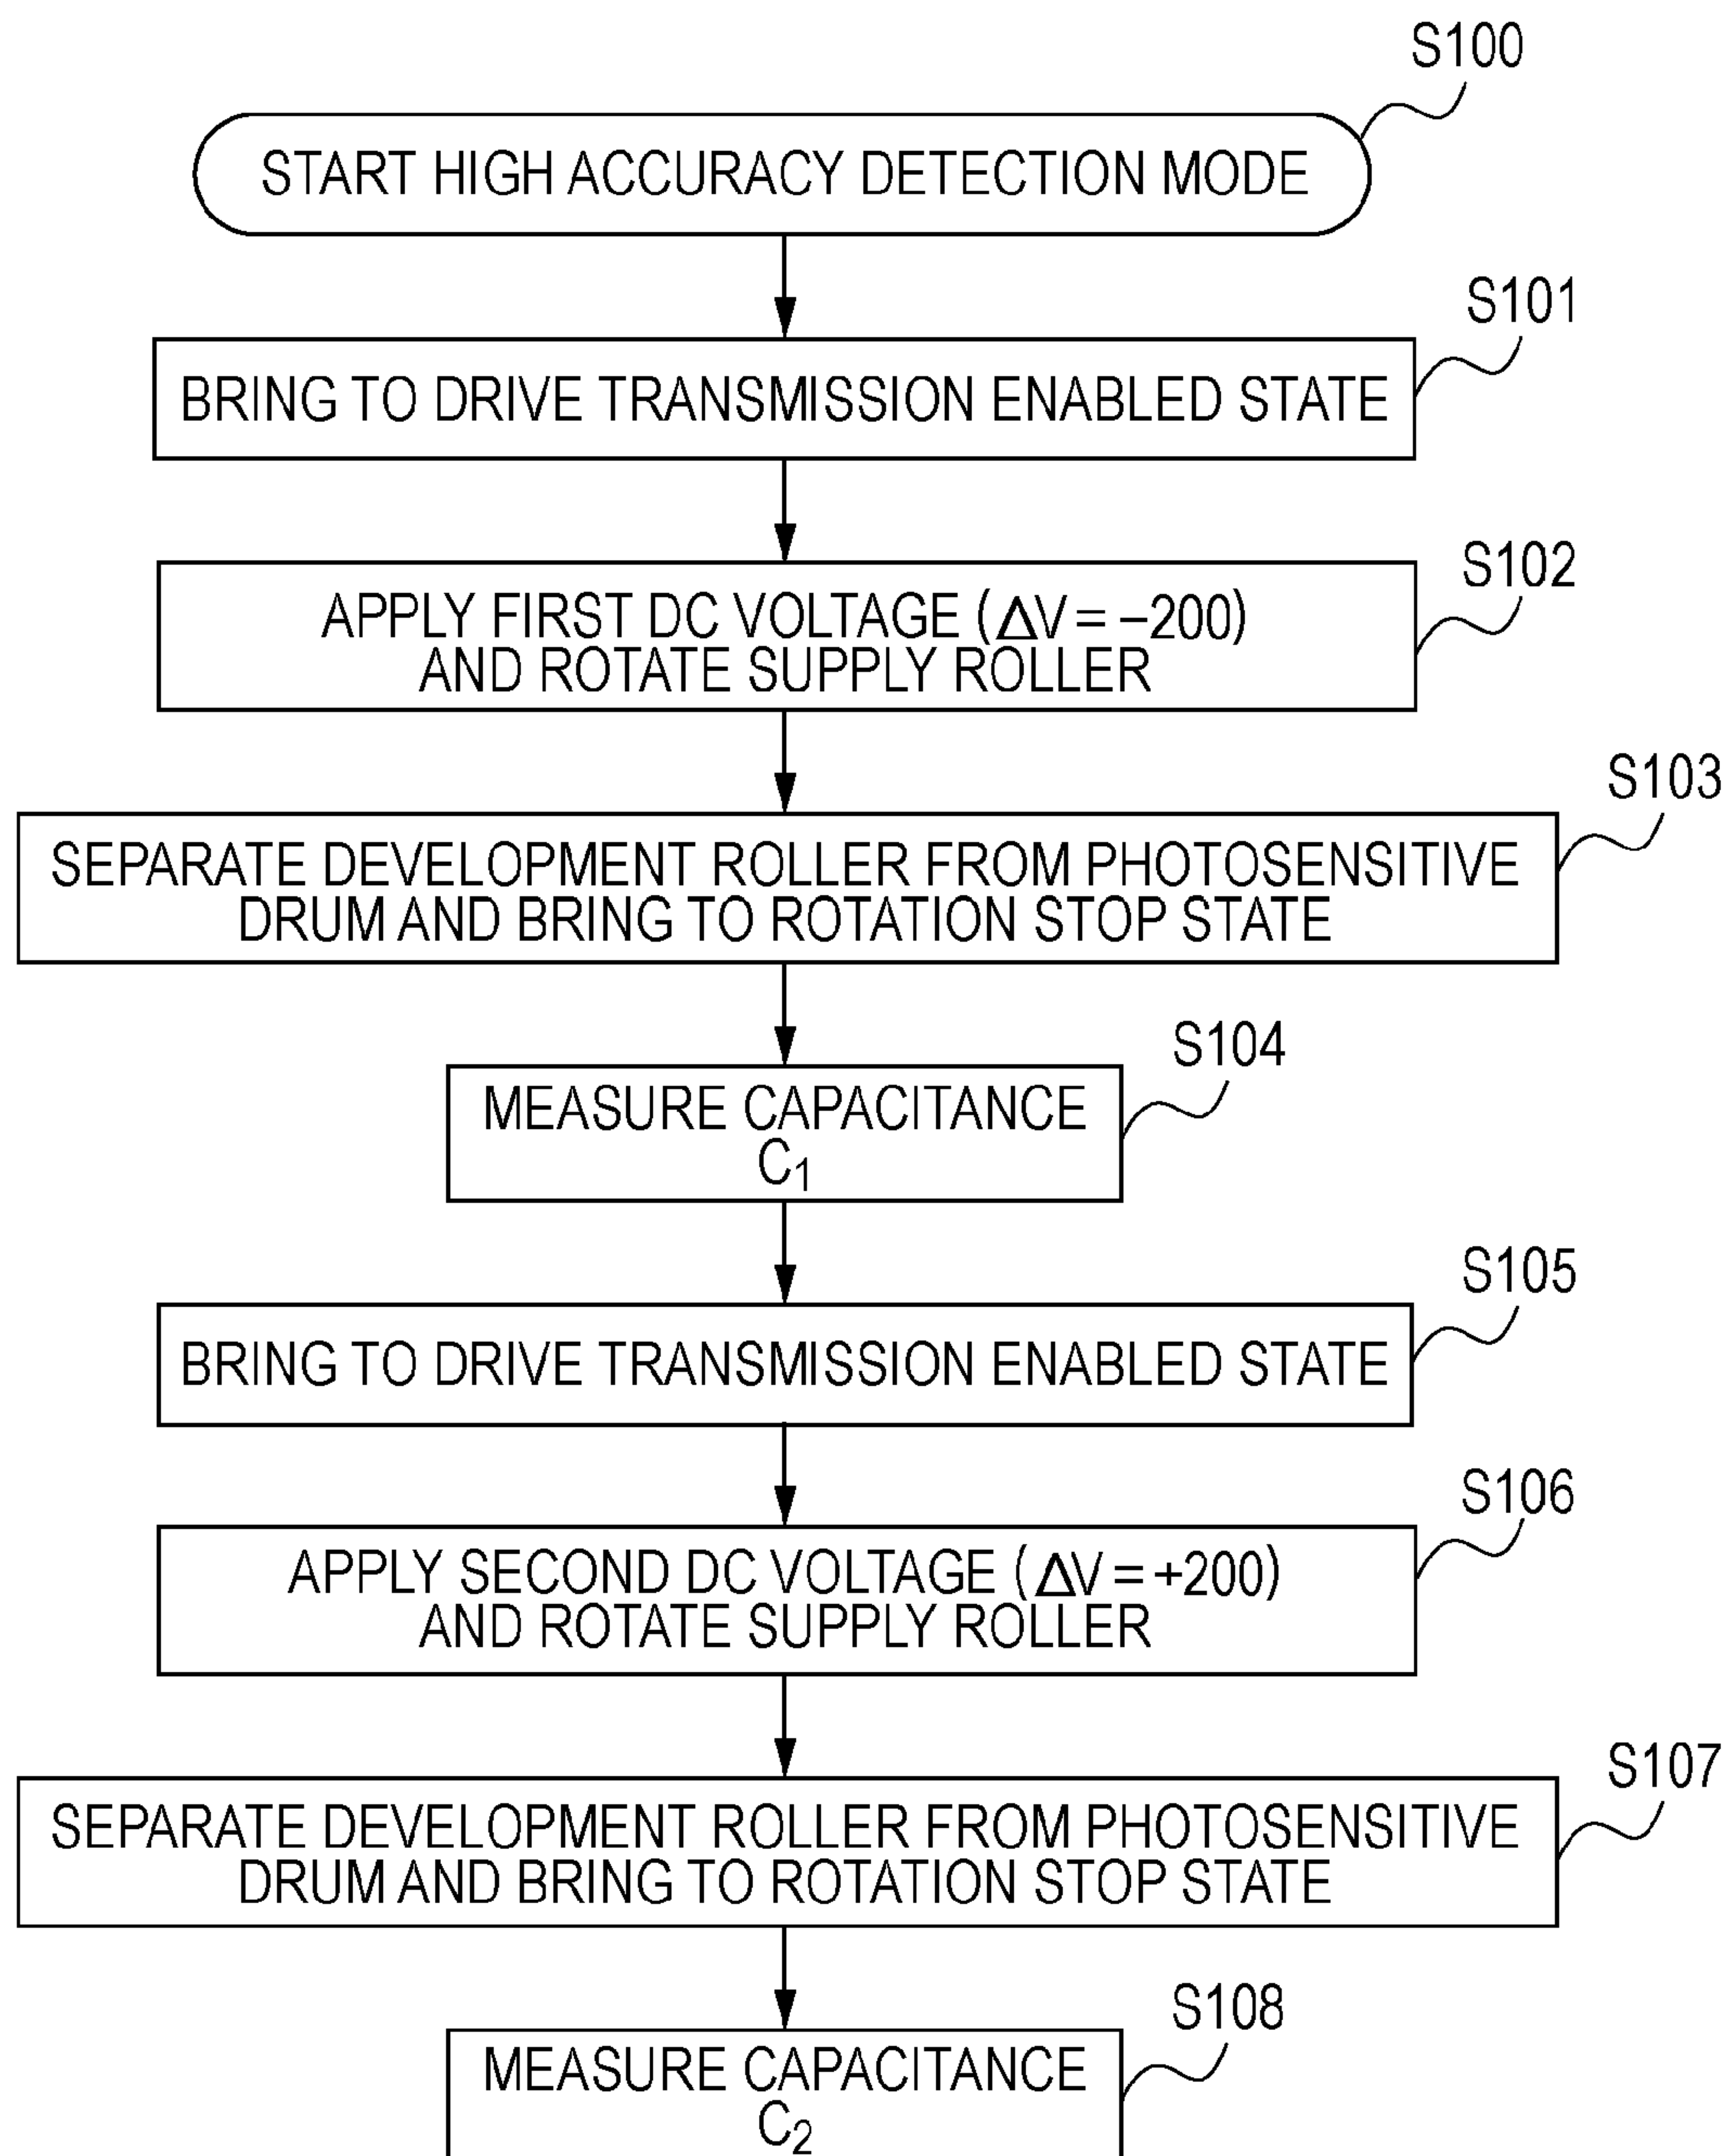 S100
START HIGH ACCURACY DETECTION MODE
S101
BRING TO DRIVE TRANSMISSION ENABLED STATE
S102
APPLY FIRST DC VOLTAGE (ΔV = −200)
AND ROTATE SUPPLY ROLLER
S103
SEPARATE DEVELOPMENT ROLLER FROM PHOTOSENSITIVE
DRUM AND BRING TO ROTATION STOP STATE
S104
MEASURE CAPACITANCE
C₁
S105
BRING TO DRIVE TRANSMISSION ENABLED STATE
S106
APPLY SECOND DC VOLTAGE (ΔV = +200)
AND ROTATE SUPPLY ROLLER
S107
SEPARATE DEVELOPMENT ROLLER FROM PHOTOSENSITIVE
DRUM AND BRING TO ROTATION STOP STATE
S108
MEASURE CAPACITANCE
C₂